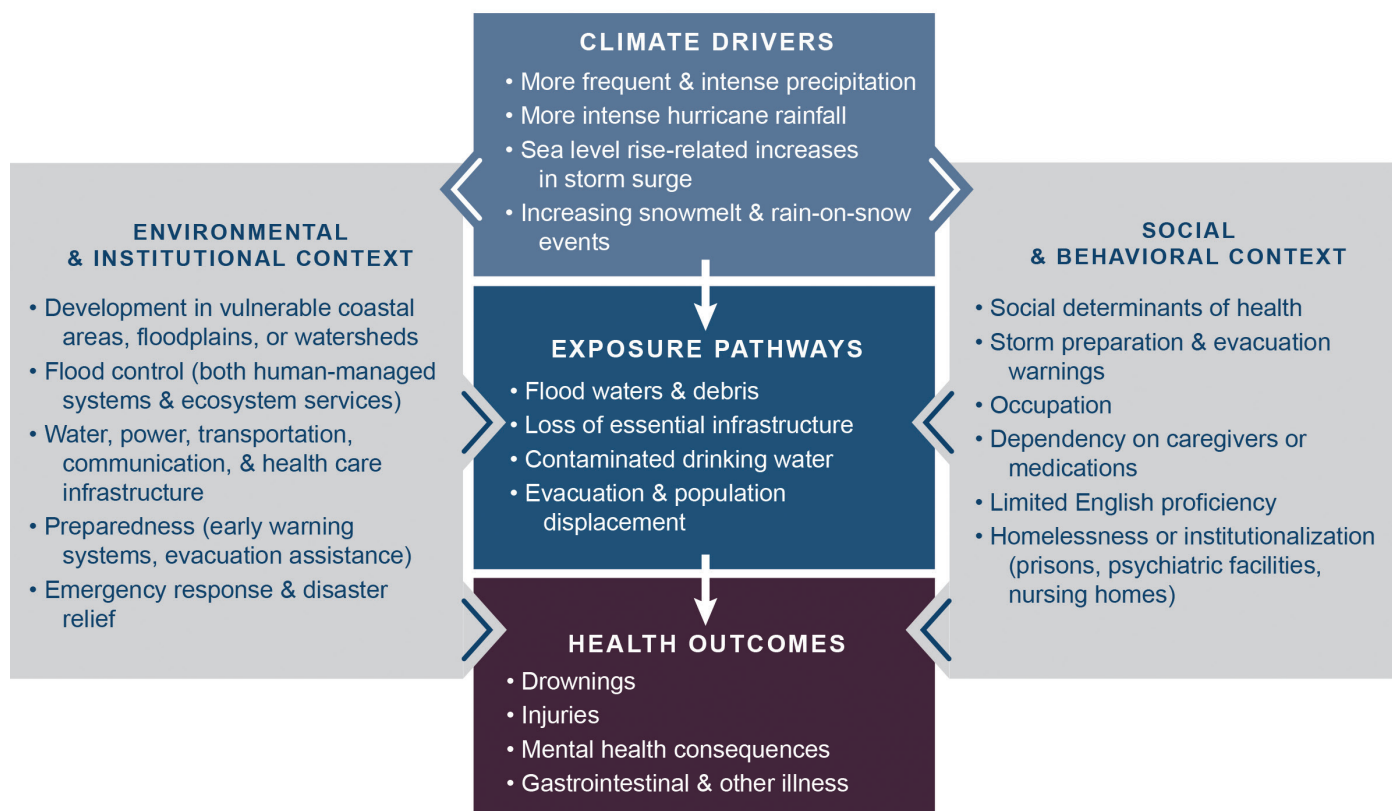 CLIMATE DRIVERS
• More frequent & intense precipitation
• More intense hurricane rainfall
• Sea level rise-related increases
in storm surge
• Increasing snowmelt & rain-on-snow
events
ENVIRONMENTAL
& INSTITUTIONAL CONTEXT
• Development in vulnerable coastal
areas, floodplains, or watersheds
• Flood control (both human-managed
systems & ecosystem services)
• Water, power, transportation,
communication, & health care
infrastructure
• Preparedness (early warning
systems, evacuation assistance)
• Emergency response & disaster
relief
EXPOSURE PATHWAYS
• Flood waters & debris
• Loss of essential infrastructure
• Contaminated drinking water
• Evacuation & population
displacement
SOCIAL
& BEHAVIORAL CONTEXT
• Social determinants of health
• Storm preparation & evacuation
warnings
• Occupation
• Dependency on caregivers or
medications
• Limited English proficiency
• Homelessness or institutionalization
(prisons, psychiatric facilities,
nursing homes)
HEALTH OUTCOMES
• Drownings
• Injuries
• Mental health consequences
• Gastrointestinal & other illness